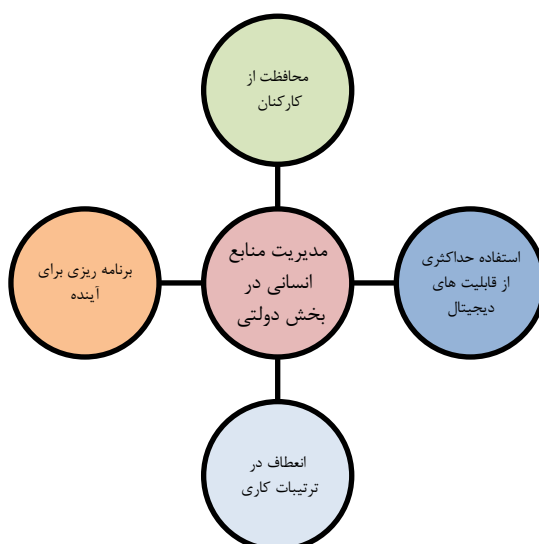 محافظت از
کارکنان
مدیریت منابع
انسانی در
بخش دولتی
استفاده حداکثری
از قابلیت های
دیجیتال
برنامه ریزی برای
آینده
انعطاف در
ترتیبات کاری